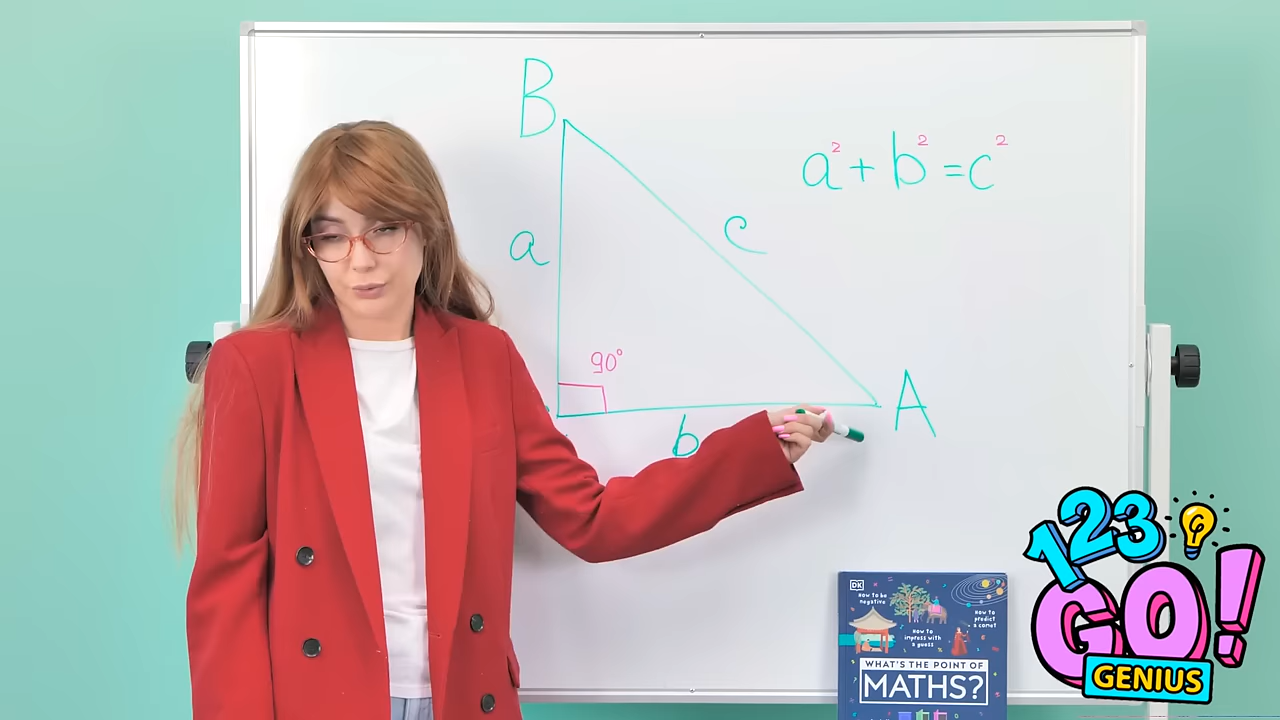 B
a² + b² = c²
a
c
90°
b
A
DK
How to be
negative
How to
predict
a comet
How to
impress with
a guess
WHAT'S THE POINT OF
MATHS?
123
GO!
GENIUS